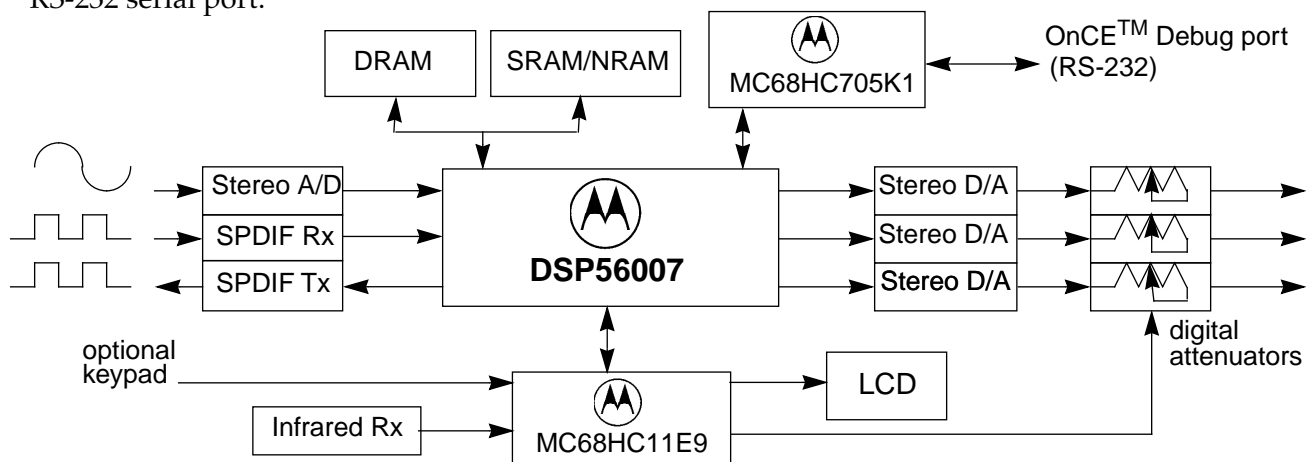 RS-232 serial port.
DRAM
SRAM/NRAM
MC68HC705K1
OnCE™ Debug port
(RS-232)
Stereo A/D
SPDIF Rx
SPDIF Tx
DSP56007
Stereo D/A
Stereo D/A
Stereo D/A
digital
attenuators
optional
keypad
Infrared Rx
MC68HC11E9
LCD